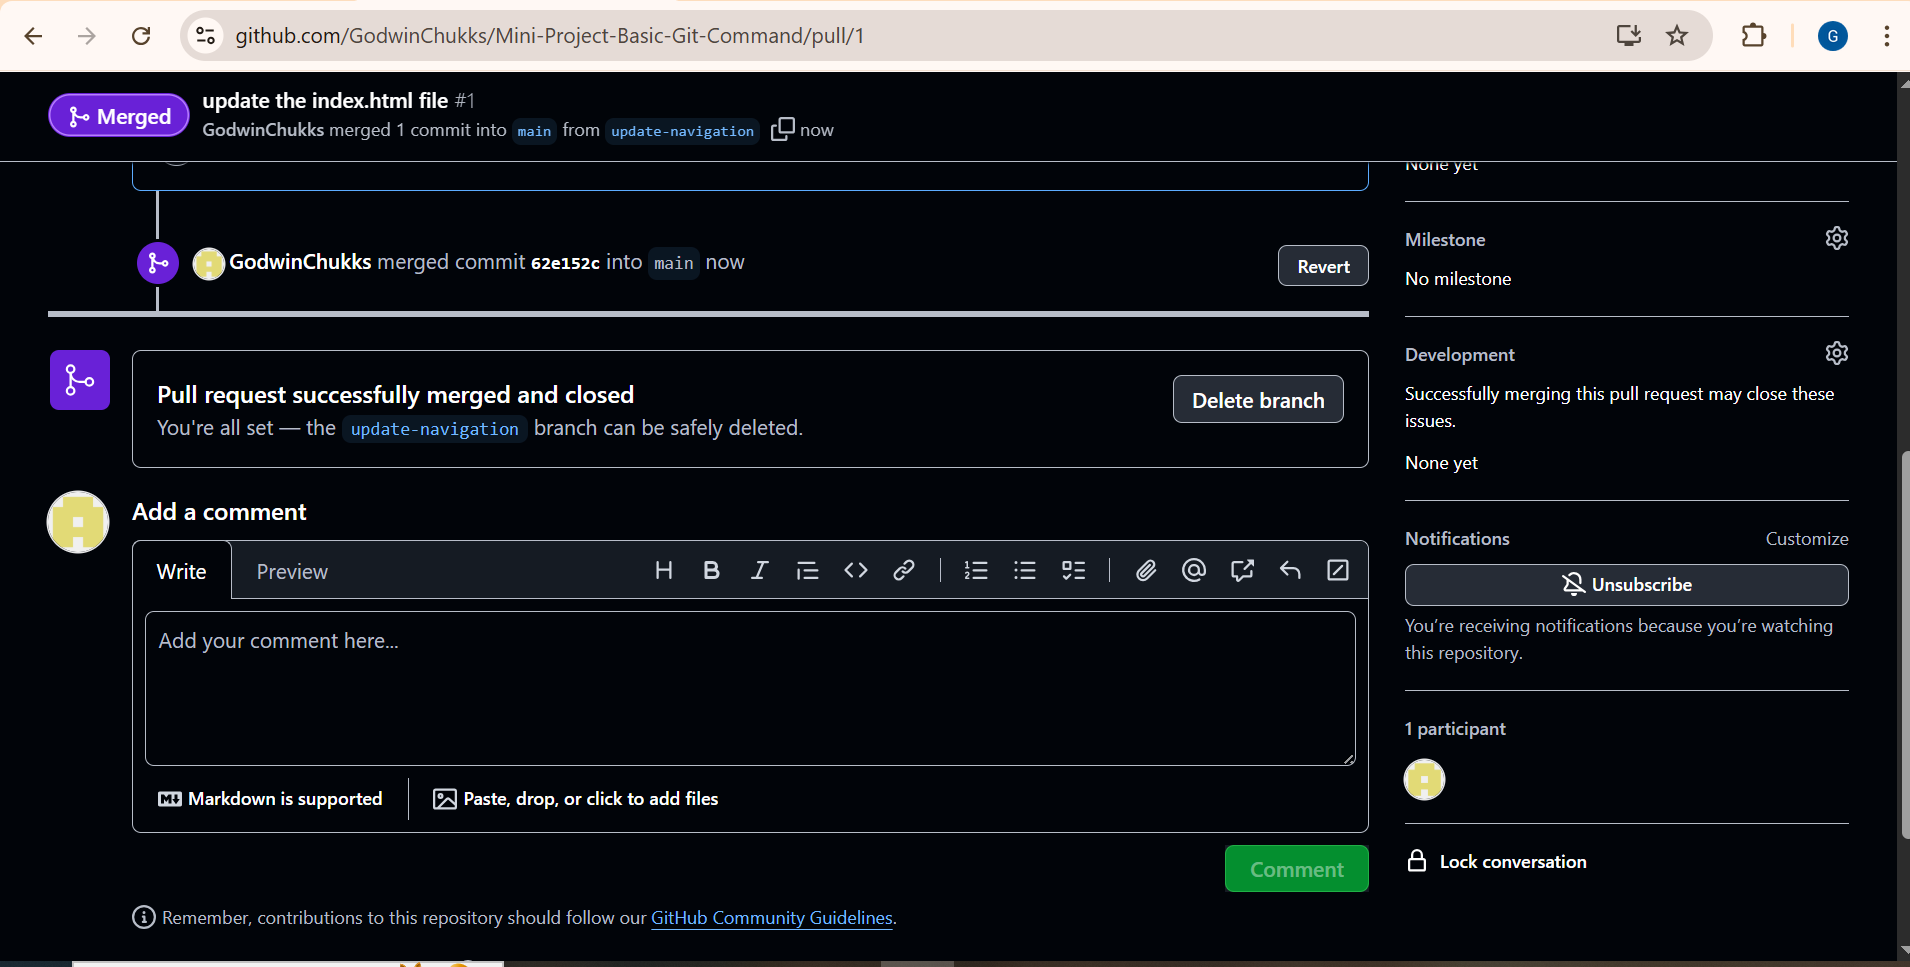 github.com/GodwinChukks/Mini-Project-Basic-Git-Command/pull/1
G
Merged
update the index.html file #1
GodwinChukks merged 1 commit into main from update-navigation now
None yet
GodwinChukks merged commit 62e152c into main now
Revert
Milestone
No milestone
Pull request successfully merged and closed
You're all set — the update-navigation branch can be safely deleted.
Delete branch
Development
Successfully merging this pull request may close these
issues.
None yet
Add a comment
Write
Preview
Add your comment here...
Markdown is supported
Paste, drop, or click to add files
Comment
Notifications
Customize
Unsubscribe
You're receiving notifications because you're watching
this repository.
1 participant
Lock conversation
Remember, contributions to this repository should follow our GitHub Community Guidelines.